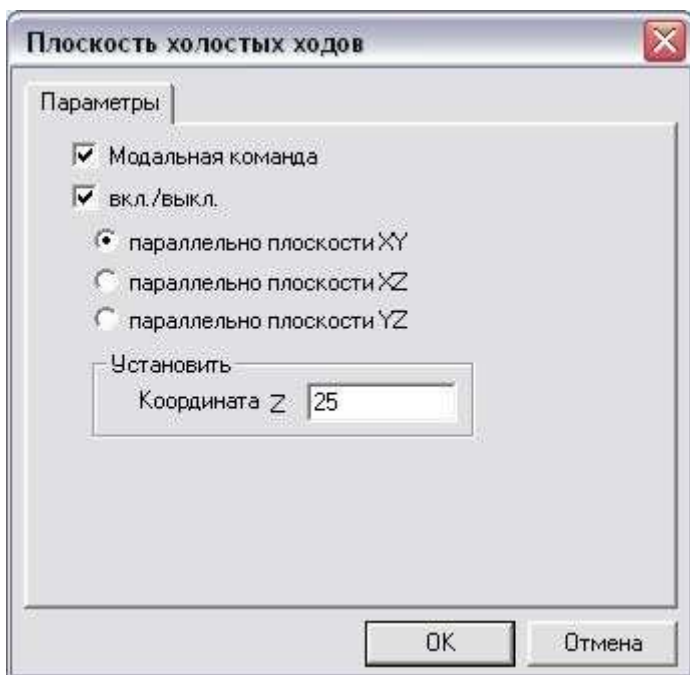 Плоскость холостых ходов
Параметры
Модальная команда
вкл./выкл.
параллельно плоскости XY
параллельно плоскости XZ
параллельно плоскости YZ
Установить
Координата Z 25
OK Отмена